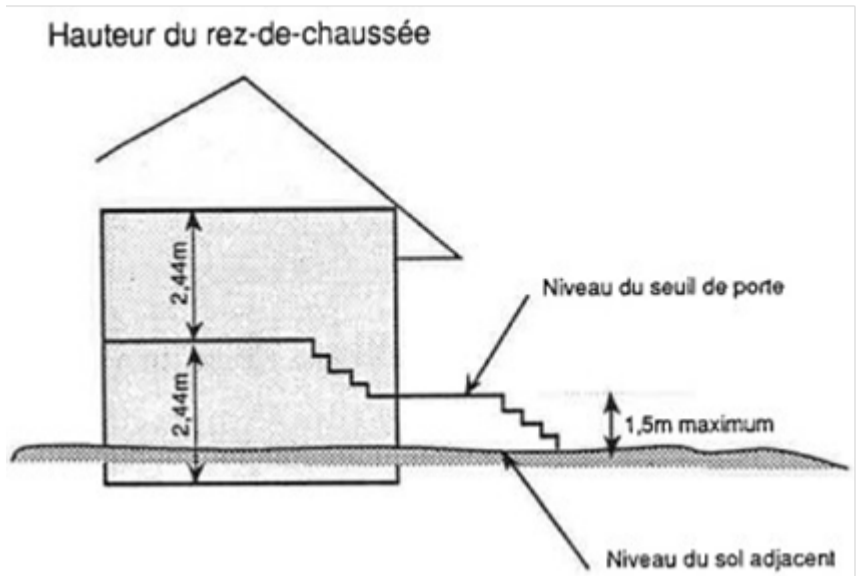 Hauteur du rez-de-chaussée
2,44m
Niveau du seuil de porte
2,44m
1,5m maximum
Niveau du sol adjacent